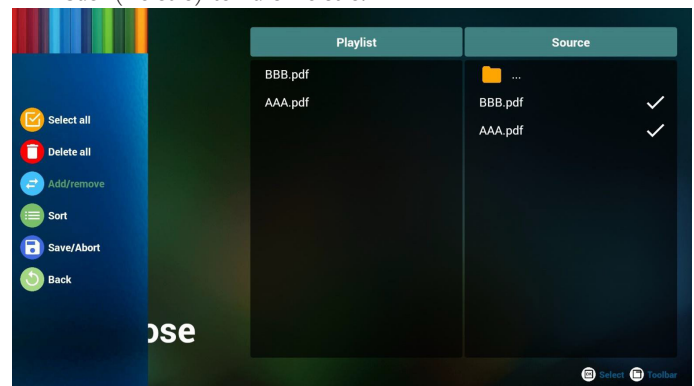 Playlist
Source
BBB.pdf
AAA.pdf
...
BBB.pdf
AAA.pdf
Select all
Delete all
Add/remove
Sort
Save/Abort
Back
ose
Select
Toolbar